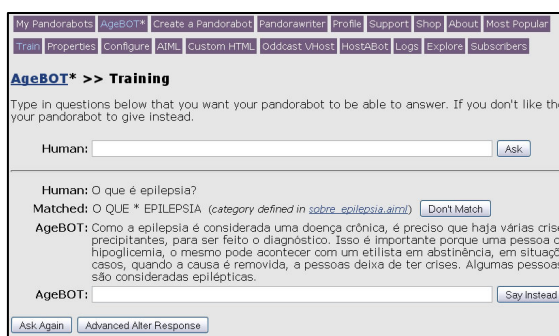 My Pandorabots AgeBOT* Create a Pandorabot Pandorawriter Profile Support Shop About Most Popular
Train Properties Configure AIML Custom HTML Oddcast VHost HostABot Logs Explore Subscribers
AgeBOT* >> Training
Type in questions below that you want your pandorabot to be able to answer. If you don't like the
your pandorabot to give instead.
Human: Ask
Human: O que é epilepsia?
Matched: O QUE * EPILEPSIA (category defined in sobre_epilepsia.aiml) Don't Match
AgeBOT: Como a epilepsia é considerada uma doença crônica, é preciso que haja várias crise
precipitantes, para ser feito o diagnóstico. Isso é importante porque uma pessoa c
hipoglicemia, o mesmo pode acontecer com um etilista em abstinência, em situaçõ
casos, quando a causa é removida, a pessoas deixa de ter crises. Algumas pessoas
são consideradas epilépticas.
AgeBOT: Say Instead
Ask Again Advanced Alter Response